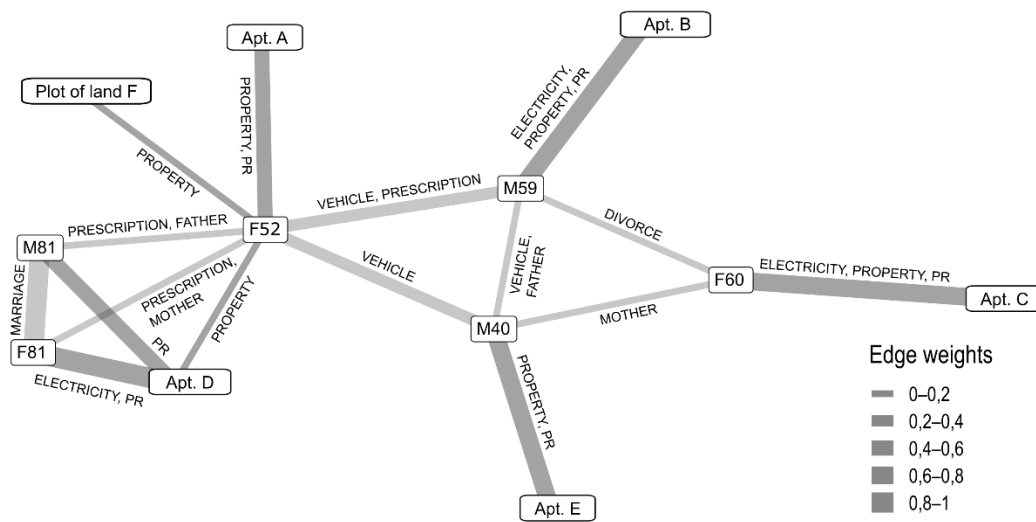 Apt. A
Apt. B
Plot of land F
PROPERTY, PR
ELECTRICITY,
PROPERTY, PR
PROPERTY
VEHICLE, PRESCRIPTION
M59
PRESCRIPTION, FATHER
F52
DIVORCE
M81
VEHICLE
VEHICLE,
FATHER
F60
ELECTRICITY, PROPERTY, PR
Apt. C
MARRIAGE
PRESCRIPTION,
MOTHER
PROPERTY
PR
M40
MOTHER
F81
ELECTRICITY, PR
Apt. D
PROPERTY, PR
Apt. E
Edge weights
0–0,2
0,2–0,4
0,4–0,6
0,6–0,8
0,8–1